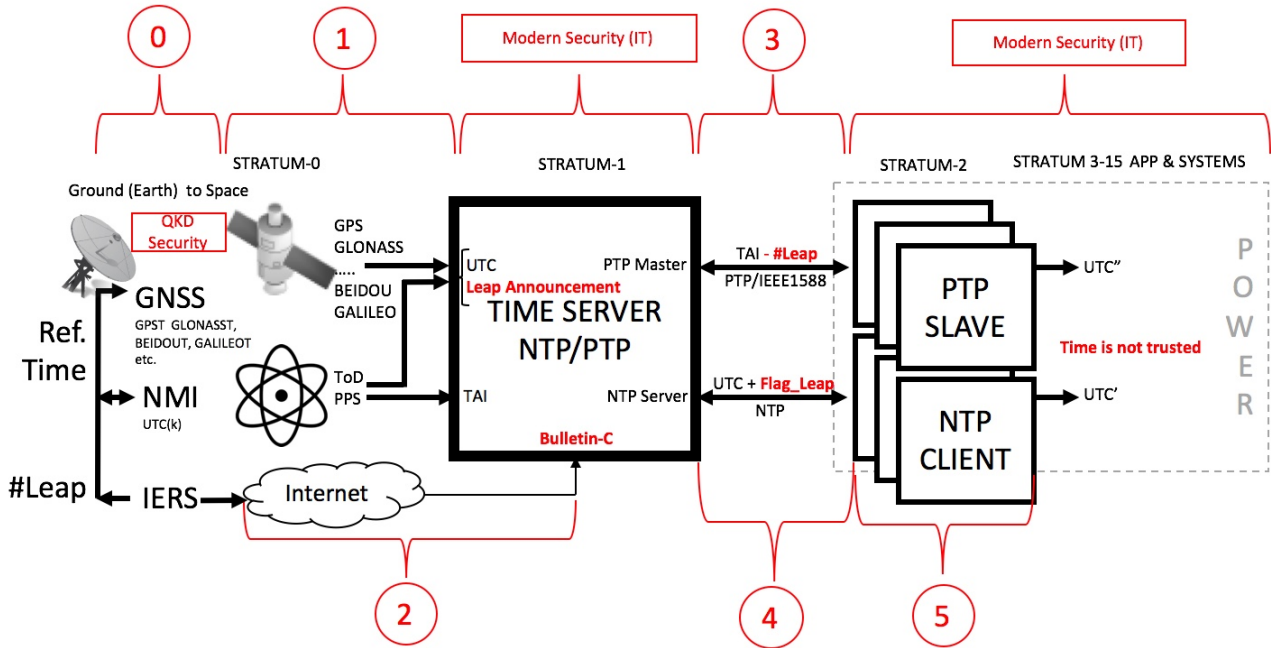 0
1
Modern Security (IT)
3
Modern Security (IT)
STRATUM-0
STRATUM-1
STRATUM-2
STRATUM 3-15 APP & SYSTEMS
Ground (Earth) to Space
QKD
Security
GPS
GLONASS
.....
BEIDOU
GALILEO
UTC
Leap Announcement
PTP Master
TIME SERVER
NTP/PTP
TAI
NTP Server
Bulletin-C
TAI - #Leap
PTP/IEEE1588
UTC + Flag_Leap
NTP
PTP
SLAVE
NTP
CLIENT
UTC”
Time is not trusted
UTC’
POWER
Ref.
Time
GNSS
GPST GLONASST,
BEIDOUT, GALILEOT
etc.
NMI
UTC(k)
ToD
PPS
#Leap
IERS
Internet
2
4
5